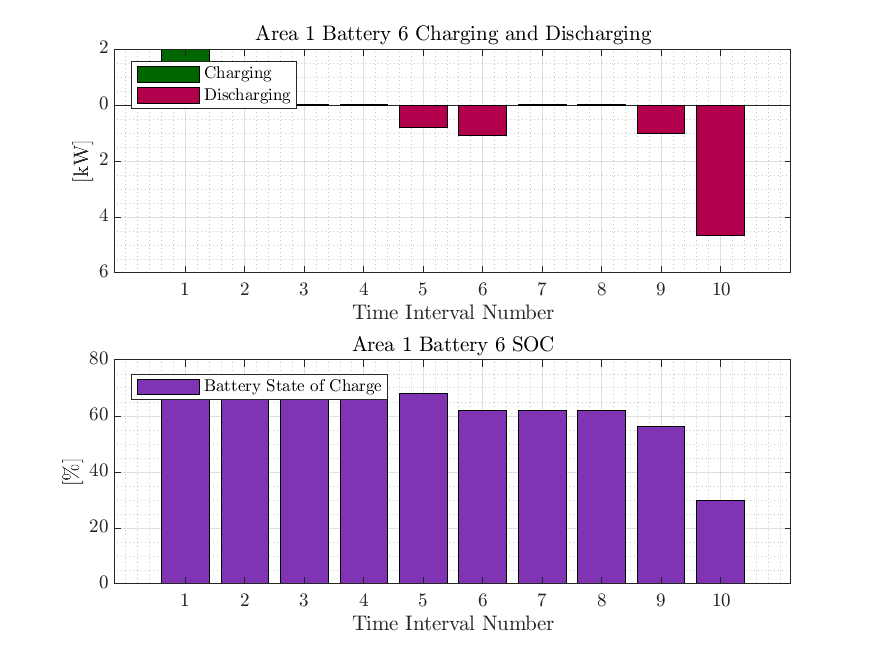 Area 1 Battery 6 Charging and Discharging
2
Charging
0
Discharging
2
[kW]
4
6
1 2 3 4 5 6 7 8 9 10
Time Interval Number
Area 1 Battery 6 SOC
80
Battery State of Charge
60
[%]
40
20
0
1 2 3 4 5 6 7 8 9 10
Time Interval Number